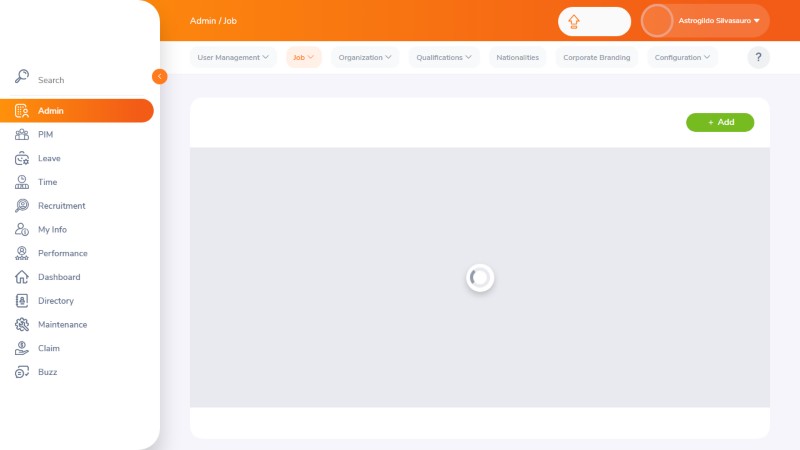 Admin / Job
Astrogildo Silvasauro
User Management
Job
Organization
Qualifications
Nationalities
Corporate Branding
Configuration
?
Search
Admin
PIM
Leave
Time
Recruitment
My Info
Performance
Dashboard
Directory
Maintenance
Claim
Buzz
+ Add